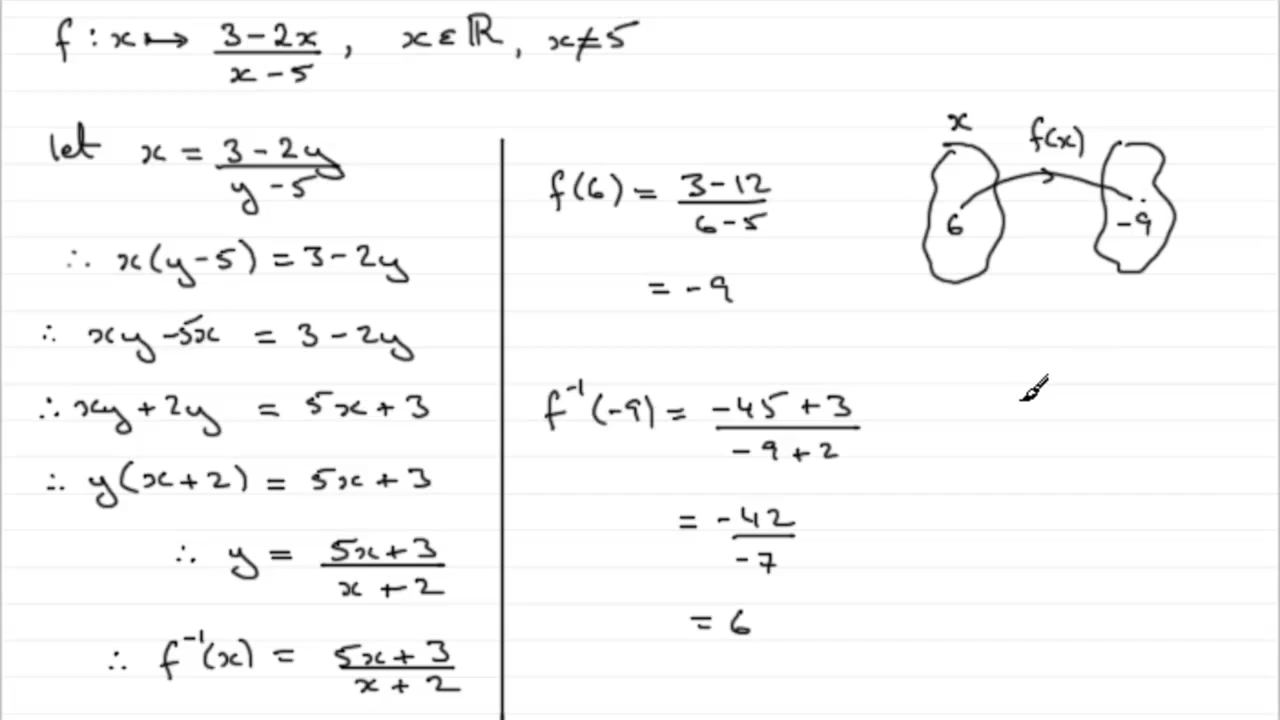 f : x ↦ (3 − 2x)/(x − 5) , x ∈ ℝ , x ≠ 5
let x = (3 − 2y)/(y − 5)
∴ x(y − 5) = 3 − 2y
∴ xy − 5x = 3 − 2y
∴ xy + 2y = 5x + 3
∴ y(x + 2) = 5x + 3
∴ y = (5x + 3)/(x + 2)
∴ f⁻¹(x) = (5x + 3)/(x + 2)
f(6) = (3 − 12)/(6 − 5)
= −9
f⁻¹(−9) = (−45 + 3)/(−9 + 2)
= −42/−7
= 6
x f(x)
6 −9